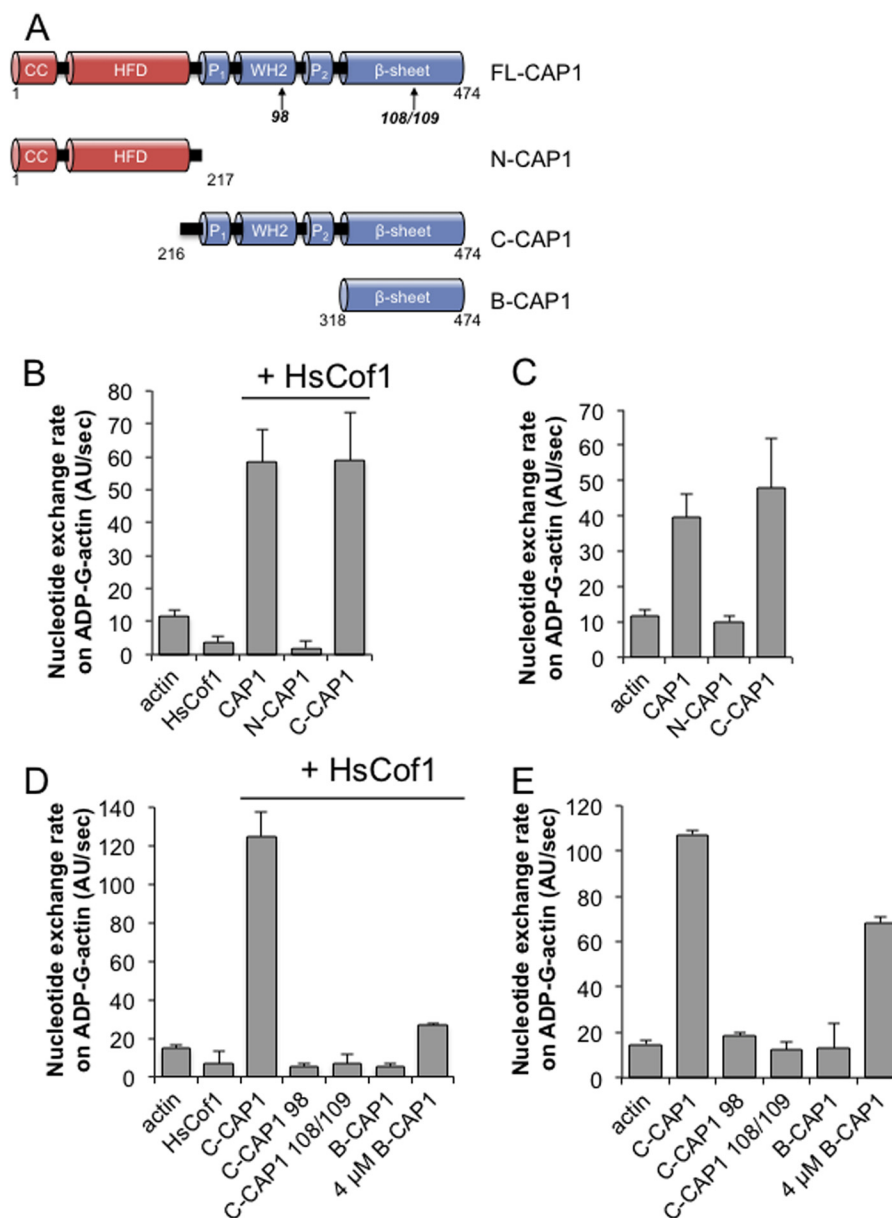 A
CC HFD P1 WH2 P2 β-sheet FL-CAP1
1 98 108/109 474
CC HFD N-CAP1
1 217
P1 WH2 P2 β-sheet C-CAP1
216 474
β-sheet B-CAP1
318 474
B
+ HsCof1
Nucleotide exchange rate
on ADP-G-actin (AU/sec)
80
70
60
50
40
30
20
10
0
actin
HsCof1
CAP1
N-CAP1
C-CAP1
C
Nucleotide exchange rate
on ADP-G-actin (AU/sec)
70
60
50
40
30
20
10
0
actin
CAP1
N-CAP1
C-CAP1
D
+ HsCof1
Nucleotide exchange rate
on ADP-G-actin (AU/sec)
140
120
100
80
60
40
20
0
actin
HsCof1
C-CAP1
C-CAP1 98
C-CAP1 108/109
B-CAP1
4 μM B-CAP1
E
Nucleotide exchange rate
on ADP-G-actin (AU/sec)
120
100
80
60
40
20
0
actin
C-CAP1
C-CAP1 98
C-CAP1 108/109
B-CAP1
4 μM B-CAP1